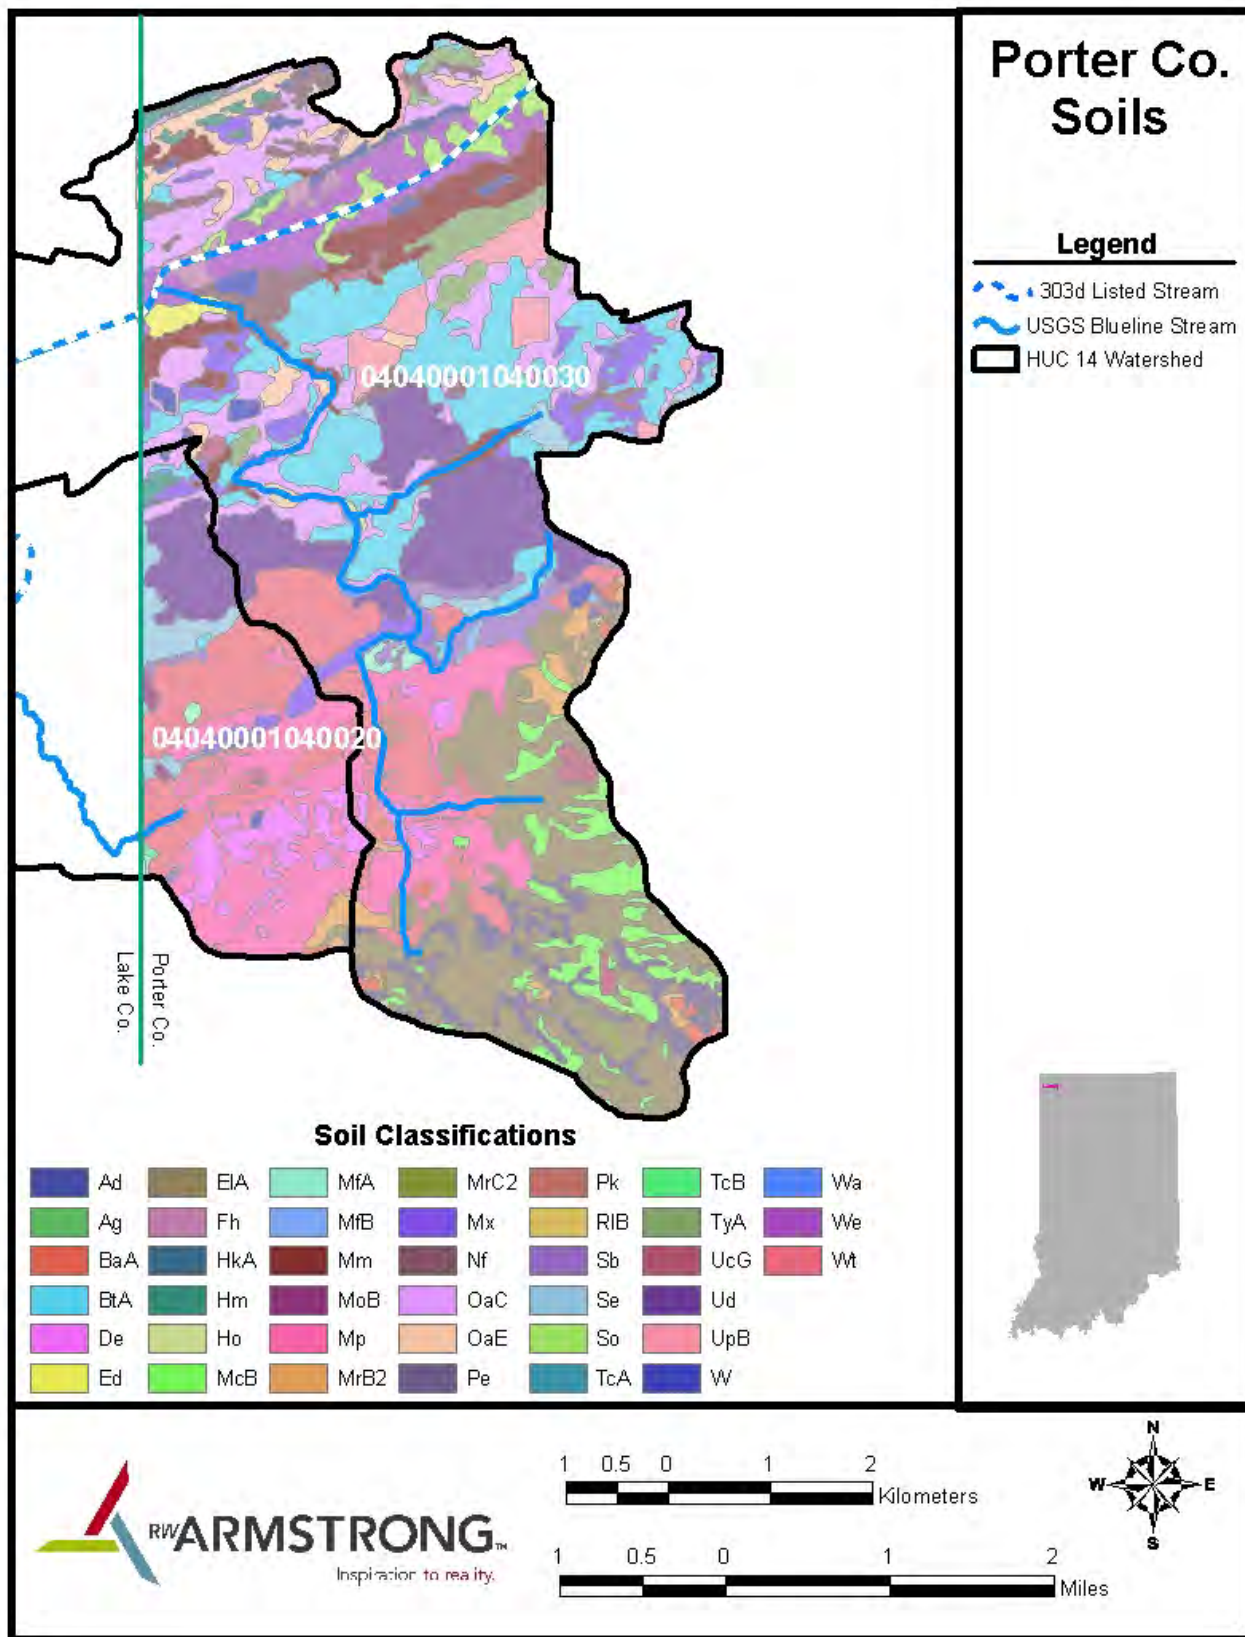 Porter Co.
Soils
Legend
303d Listed Stream
USGS Blueline Stream
HUC 14 Watershed
04040001040030
04040001040020
Lake Co.
Porter Co.
Soil Classifications
Ad ElA MfA MrC2 Pk TcB Wa
Ag Fh MfB Mx RlB TyA We
BaA HkA Mm Nf Sb UcG Wt
BtA Hm MoB OaC Se Ud
De Ho Mp OaE So UpB
Ed McB MrB2 Pe TcA W
RWARMSTRONG™
Inspiration to reality.
1 0.5 0 1 2
Kilometers
1 0.5 0 1 2
Miles
N
W E
S